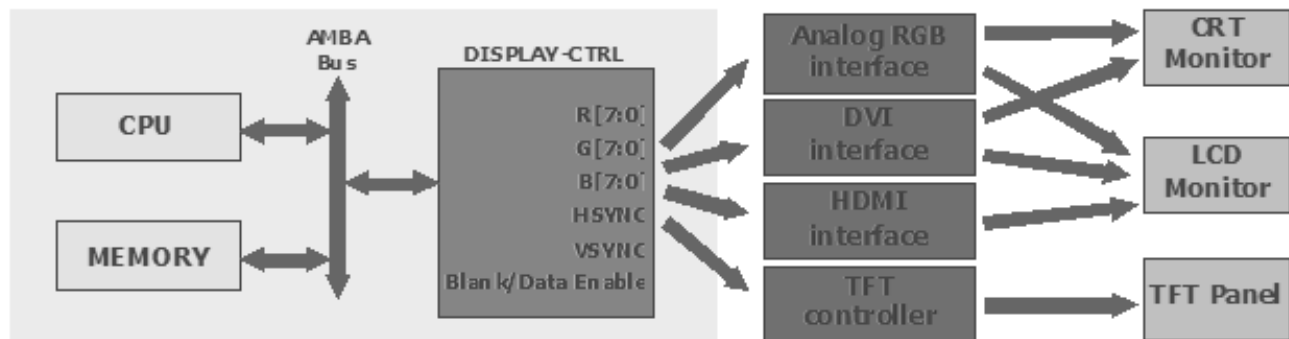 AMBA
Bus
CPU
MEMORY
DISPLAY-CTRL
R[7:0]
G[7:0]
B[7:0]
HSYNC
VSYNC
Blank/Data Enable
Analog RGB
interface
DVI
interface
HDMI
interface
TFT
controller
CRT
Monitor
LCD
Monitor
TFT Panel